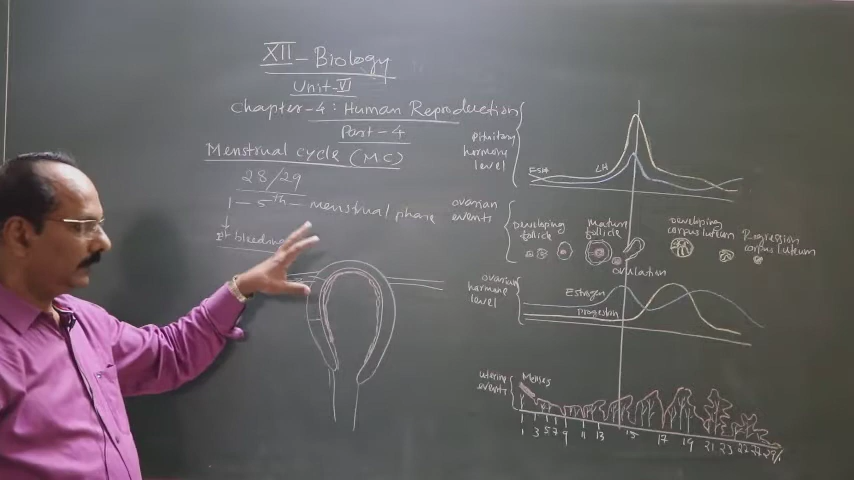 XII - Biology
Unit - VI
Chapter - 4 : Human Reproduction
Part - 4
Menstrual cycle (MC)
28/29
1 - 5th - menstrual phase
1st bleeding
Pituitary
hormone
level
FSH
LH
ovarian
events
Developing
follicle
mature
follicle
ovulation
Developing
corpus luteum
Regression
corpus luteum
ovarian
hormone
level
Estrogen
uterine
events
Menses
1 3 5 7 9 11 13 15 17 19 21 23